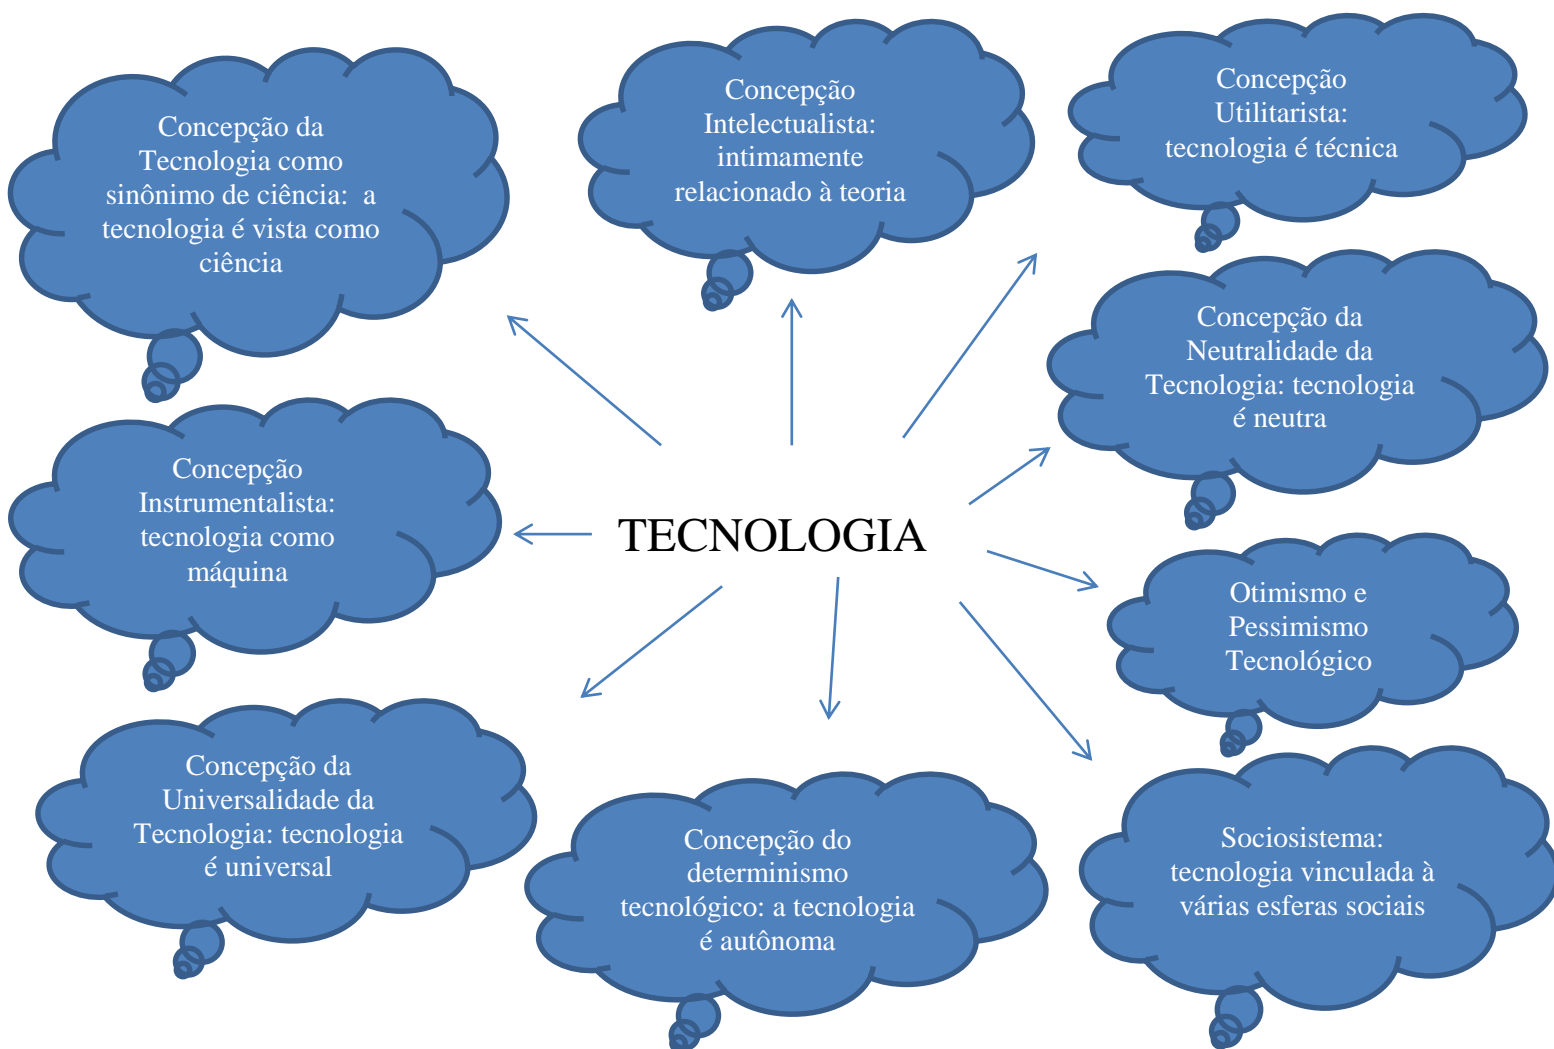 Concepção da
Tecnologia como
sinônimo de ciência: a
tecnologia é vista como
ciência
Concepção
Intelectualista:
intimamente
relacionado à teoria
Concepção
Utilitarista:
tecnologia é técnica
Concepção da
Neutralidade da
Tecnologia: tecnologia
é neutra
Concepção
Instrumentalista:
tecnologia como
máquina
TECNOLOGIA
Otimismo e
Pessimismo
Tecnológico
Concepção da
Universalidade da
Tecnologia: tecnologia
é universal
Concepção do
determinismo
tecnológico: a tecnologia
é autônoma
Sociosistema:
tecnologia vinculada à
várias esferas sociais